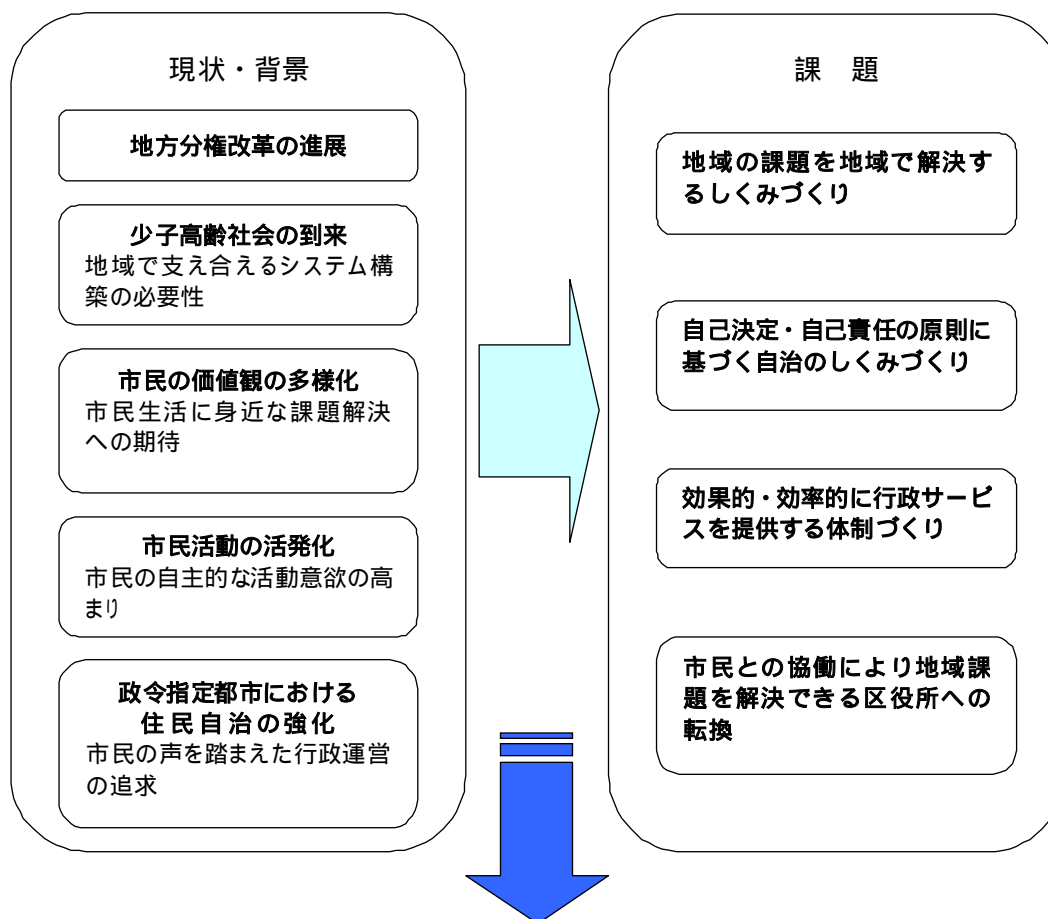 現状・背景
地方分権改革の進展
少子高齢社会の到来
地域で支え合えるシステム構
築の必要性
市民の価値観の多様化
市民生活に身近な課題解決
への期待
市民活動の活発化
市民の自主的な活動意欲の高
まり
政令指定都市における
住民自治の強化
市民の声を踏まえた行政運営
の追求
課　題
地域の課題を地域で解決す
るしくみづくり
自己決定・自己責任の原則に
基づく自治のしくみづくり
効果的・効率的に行政サービ
スを提供する体制づくり
市民との協働により地域課
題を解決できる区役所への
転換